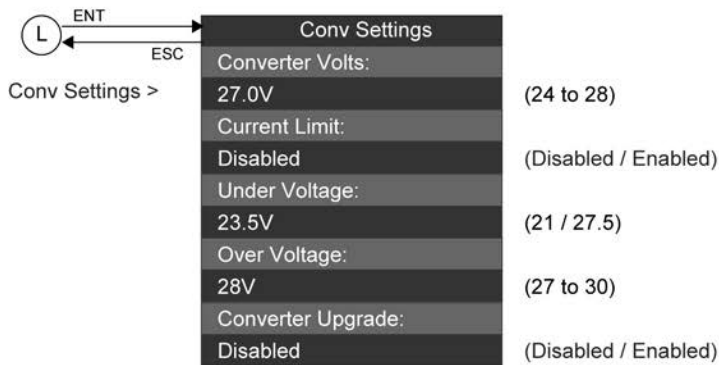 L
ENT
ESC
Conv Settings >
Conv Settings
Converter Volts:
27.0V (24 to 28)
Current Limit:
Disabled (Disabled / Enabled)
Under Voltage:
23.5V (21 / 27.5)
Over Voltage:
28V (27 to 30)
Converter Upgrade:
Disabled (Disabled / Enabled)